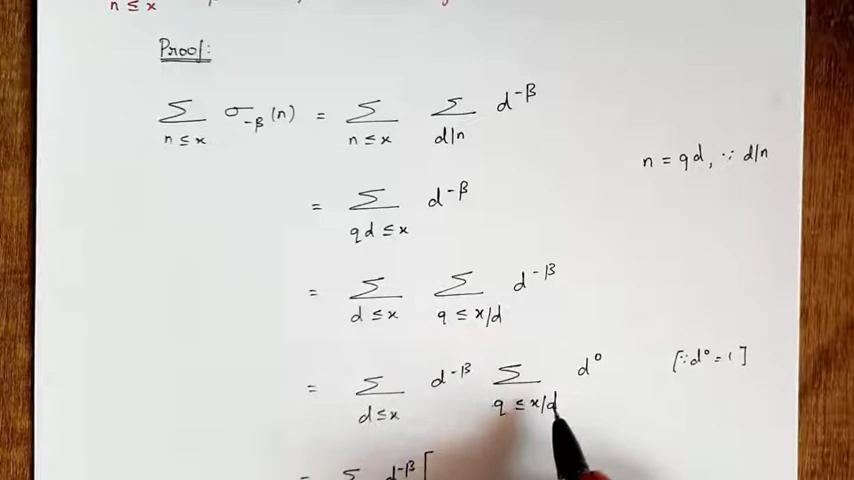 n ≤ x
Proof:
∑_{n ≤ x} σ_{-β}(n) = ∑_{n ≤ x} ∑_{d|n} d^{-β}
n = qd, ∵ d|n
= ∑_{qd ≤ x} d^{-β}
= ∑_{d ≤ x} ∑_{q ≤ x/d} d^{-β}
= ∑_{d ≤ x} d^{-β} ∑_{q ≤ x/d} d^0 [∵ d^0 = 1]
= ∑ d^{-β} [